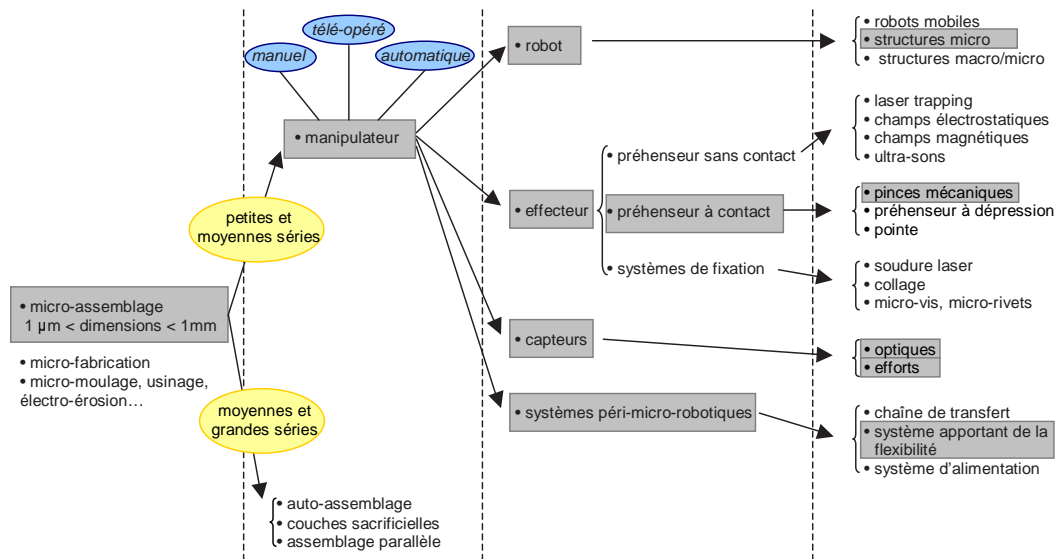 • micro-assemblage
1 µm < dimensions < 1mm
• micro-fabrication
• micro-moulage, usinage,
électro-érosion…
petites et
moyennes séries
moyennes et
grandes séries
manuel
télé-opéré
automatique
• manipulateur
• auto-assemblage
• couches sacrificielles
• assemblage parallèle
• robot
• effecteur
• préhenseur sans contact
• préhenseur à contact
• systèmes de fixation
• capteurs
• systèmes péri-micro-robotiques
• robots mobiles
• structures micro
• structures macro/micro
• laser trapping
• champs électrostatiques
• champs magnétiques
• ultra-sons
• pinces mécaniques
• préhenseur à dépression
• pointe
• soudure laser
• collage
• micro-vis, micro-rivets
• optiques
• efforts
• chaîne de transfert
• système apportant de la
flexibilité
• système d'alimentation